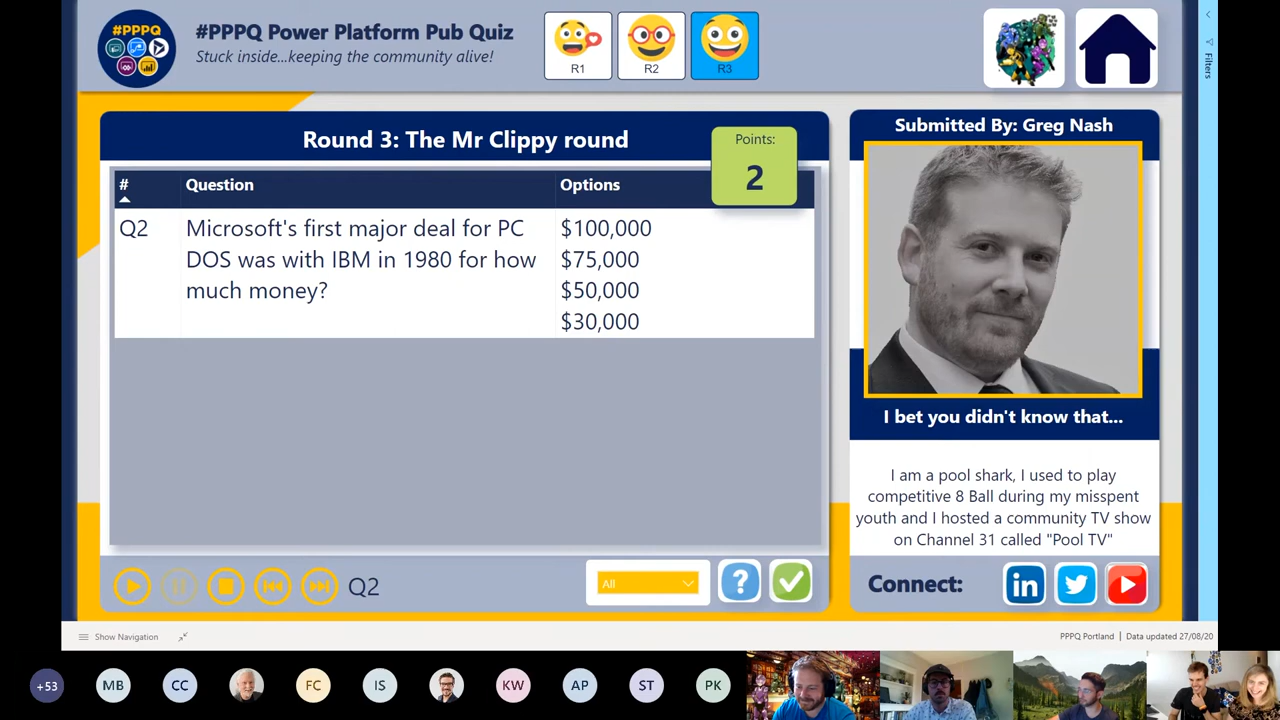 #PPPQ
#PPPQ Power Platform Pub Quiz
Stuck inside...keeping the community alive!
R1
R2
R3
Filters
Round 3: The Mr Clippy round
Points:
2
# Question Options
Q2 Microsoft's first major deal for PC
DOS was with IBM in 1980 for how
much money?
$100,000
$75,000
$50,000
$30,000
Submitted By: Greg Nash
I bet you didn't know that...
I am a pool shark, I used to play
competitive 8 Ball during my misspent
youth and I hosted a community TV show
on Channel 31 called "Pool TV"
Q2
All
?
Connect:
in
Show Navigation
PPPQ Portland | Data updated 27/08/20
+53
MB
CC
FC
IS
KW
AP
ST
PK